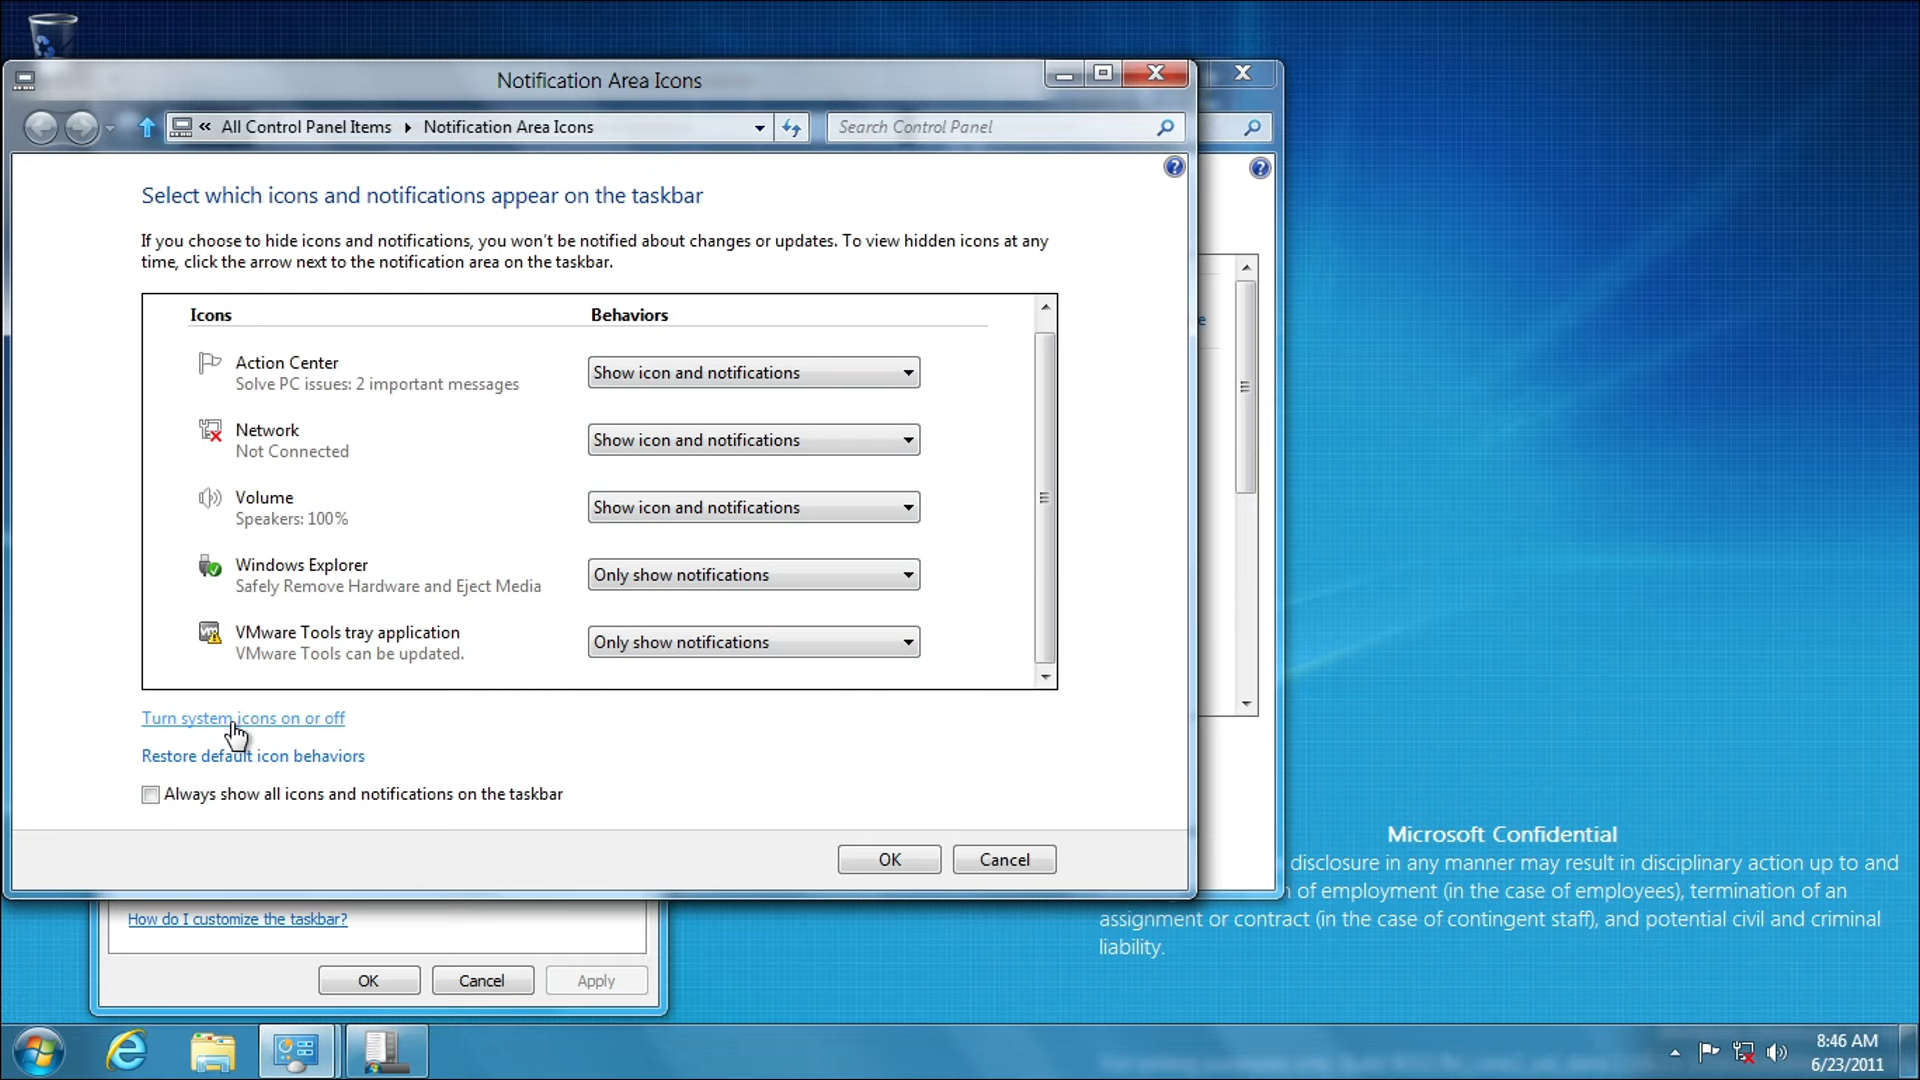 Notification Area Icons
X
X
« All Control Panel Items ▸ Notification Area Icons
Search Control Panel
Select which icons and notifications appear on the taskbar
If you choose to hide icons and notifications, you won't be notified about changes or updates. To view hidden icons at any
time, click the arrow next to the notification area on the taskbar.
Icons Behaviors
Action Center
Solve PC issues: 2 important messages
Show icon and notifications
Network
Not Connected
Show icon and notifications
Volume
Speakers: 100%
Show icon and notifications
Windows Explorer
Safely Remove Hardware and Eject Media
Only show notifications
VMware Tools tray application
VMware Tools can be updated.
Only show notifications
Turn system icons on or off
Restore default icon behaviors
Always show all icons and notifications on the taskbar
OK Cancel
e
Microsoft Confidential
disclosure in any manner may result in disciplinary action up to and
of employment (in the case of employees), termination of an
assignment or contract (in the case of contingent staff), and potential civil and criminal
liability.
How do I customize the taskbar?
OK Cancel Apply
8:46 AM
6/23/2011